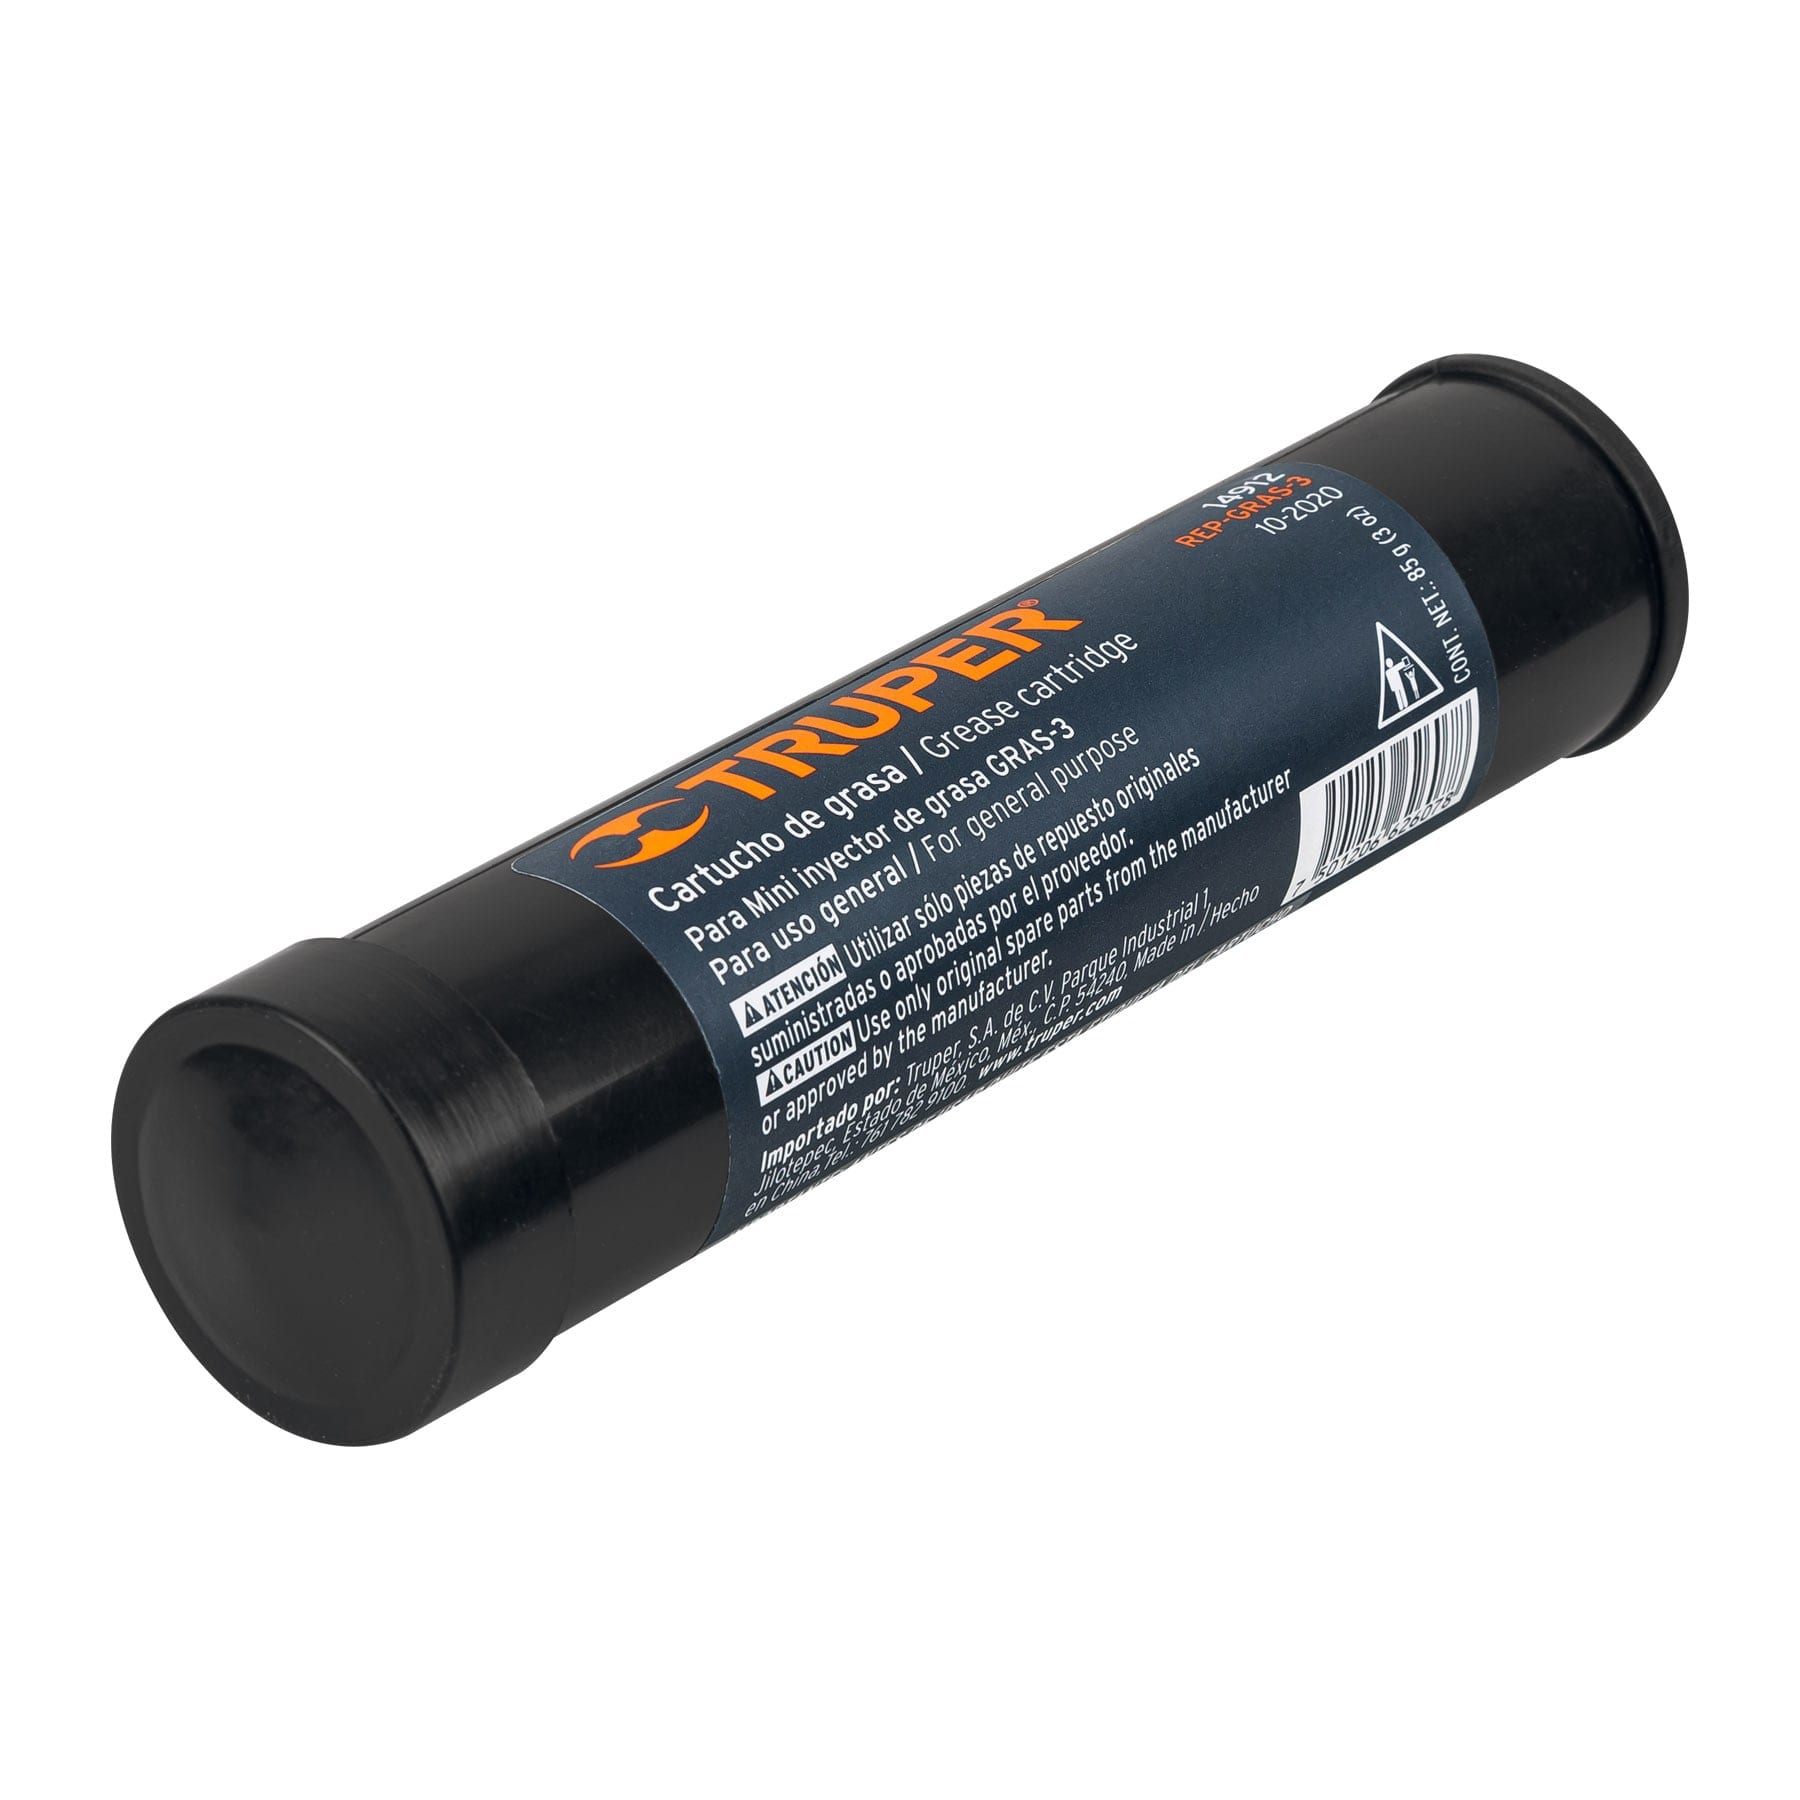 TRUPER®
Cartucho de grasa / Grease cartridge
Para Mini inyector de grasa GRAS-3
Para uso general / For general purpose
ATENCIÓN Utilizar sólo piezas de repuesto originales
suministradas o aprobadas por el proveedor.
CAUTION Use only original spare parts from the manufacturer
or approved by the manufacturer.
Importado por: Truper, S.A. de C.V. Parque Industrial 1,
Jilotepec, Estado de México, Méx., C.P. 54240, Made in / Hecho
en China, Tel.: 761 782 9100. www.truper.com
14912
REP-GRAS-3
10-2020
CONT. NET.: 85 g (3 oz)
7 501206 626078